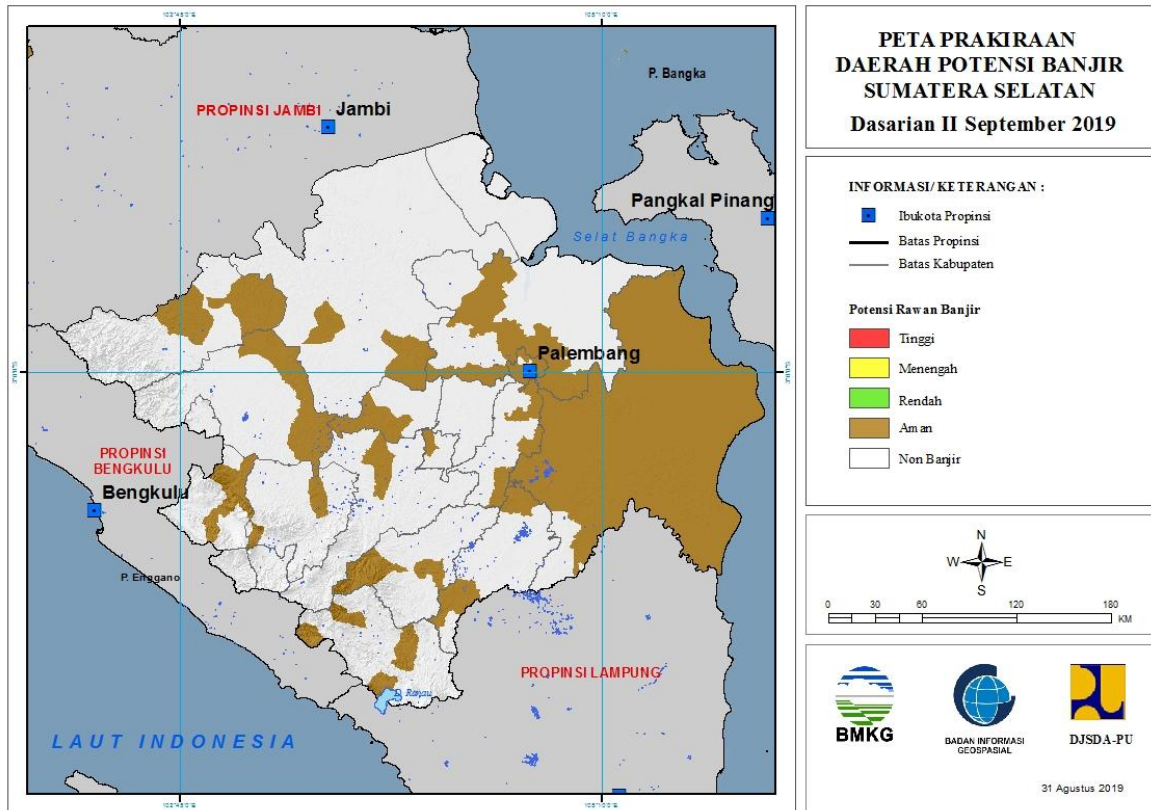 PETA PRAKIRAAN
DAERAH POTENSI BANJIR
SUMATERA SELATAN
Dasarian II September 2019
INFORMASI/ KETERANGAN :
Ibukota Propinsi
Batas Propinsi
Batas Kabupaten
Potensi Rawan Banjir
Tinggi
Menengah
Rendah
Aman
Non Banjir
N
W E
S
0 30 60 120 180
KM
BMKG
BADAN INFORMASI
GEOSPASIAL
DJSDA-PU
31 Agustus 2019
P. Bangka
PROPINSI JAMBI
Jambi
Pangkal Pinang
Selat Bangka
Palembang
PROPINSI
BENGKULU
Bengkulu
P. Enggano
PROPINSI LAMPUNG
D. Ranau
LAUT INDONESIA